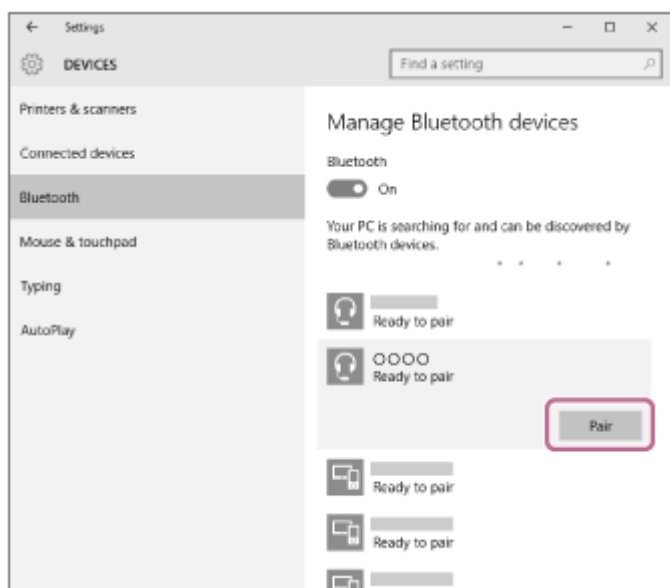 Settings
DEVICES
Find a setting
Printers & scanners
Connected devices
Bluetooth
Mouse & touchpad
Typing
AutoPlay
Manage Bluetooth devices
Bluetooth
On
Your PC is searching for and can be discovered by
Bluetooth devices.
Ready to pair
OOOO
Ready to pair
Pair
Ready to pair
Ready to pair